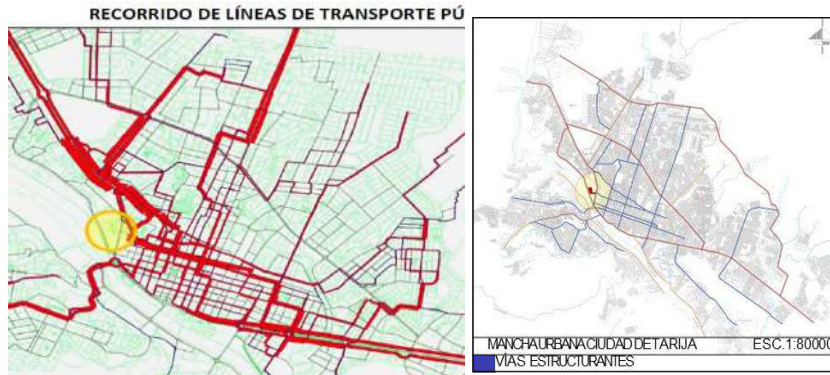 RECORRIDO DE LÍNEAS DE TRANSPORTE PÚ
MANCHAURBANACIUDADDETARIJA ESC.1:80000
VÍAS ESTRUCTURANTES